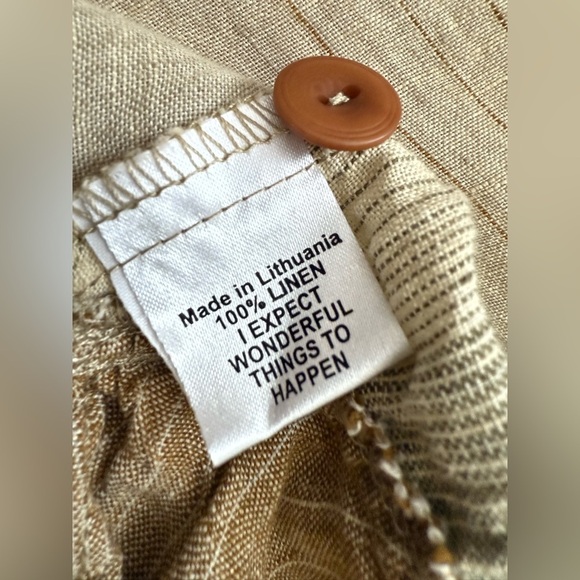 Made in Lithuania
100% LINEN
I EXPECT
WONDERFUL
THINGS TO
HAPPEN